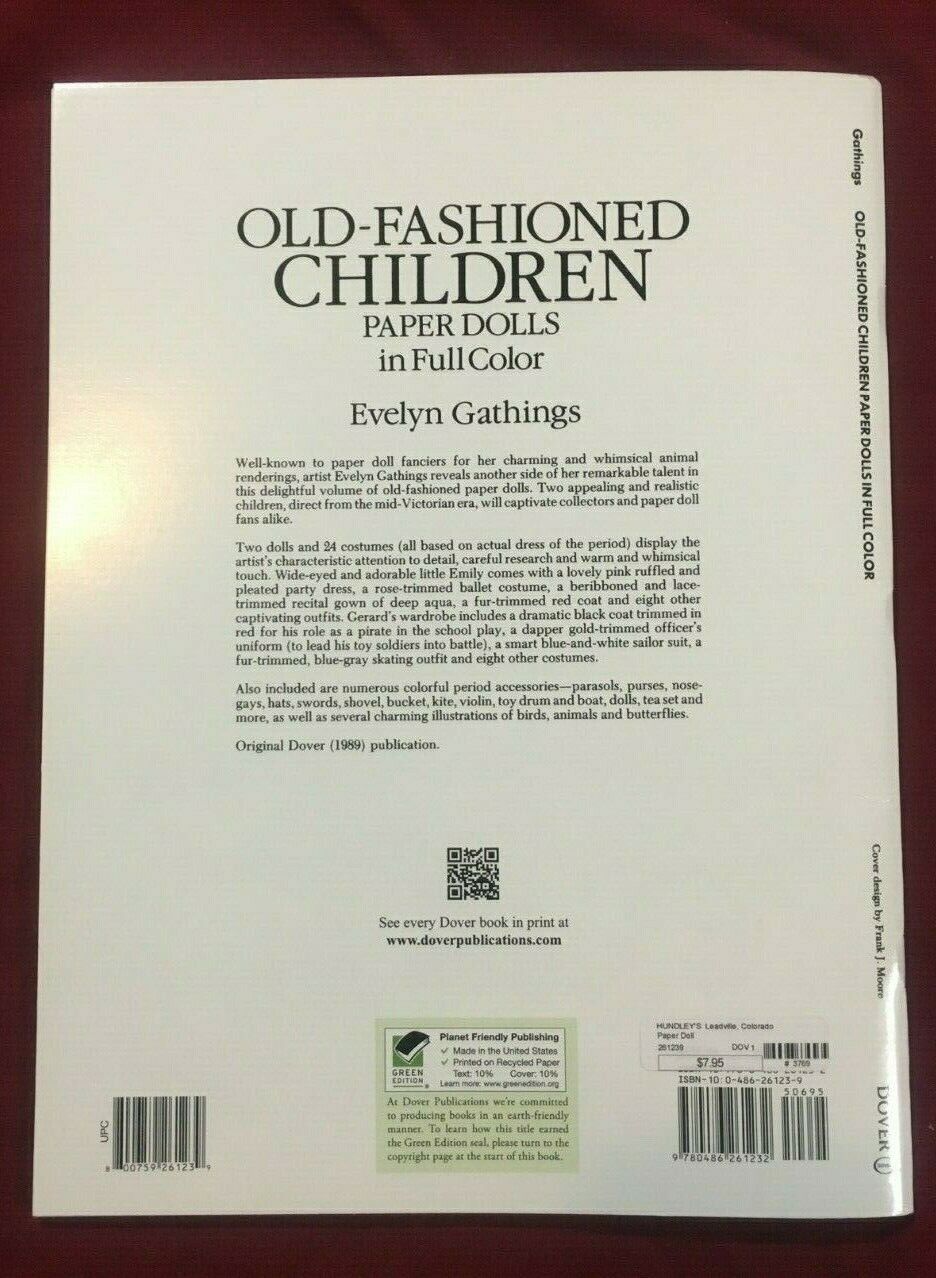 OLD-FASHIONED
CHILDREN
PAPER DOLLS
in Full Color
Evelyn Gathings
Well-known to paper doll fanciers for her charming and whimsical animal
renderings, artist Evelyn Gathings reveals another side of her remarkable talent in
this delightful volume of old-fashioned paper dolls. Two appealing and realistic
children, direct from the mid-Victorian era, will captivate collectors and paper doll
fans alike.
Two dolls and 24 costumes (all based on actual dress of the period) display the
artist's characteristic attention to detail, careful research and warm and whimsical
touch. Wide-eyed and adorable little Emily comes with a lovely pink ruffled and
pleated party dress, a rose-trimmed ballet costume, a beribboned and lace-
trimmed recital gown of deep aqua, a fur-trimmed red coat and eight other
captivating outfits. Gerard's wardrobe includes a dramatic black coat trimmed in
red for his role as a pirate in the school play, a dapper gold-trimmed officer's
uniform (to lead his toy soldiers into battle), a smart blue-and-white sailor suit, a
fur-trimmed, blue-gray skating outfit and eight other costumes.
Also included are numerous colorful period accessories—parasols, purses, nose-
gays, hats, swords, shovel, bucket, kite, violin, toy drum and boat, dolls, tea set and
more, as well as several charming illustrations of birds, animals and butterflies.
Original Dover (1989) publication.
See every Dover book in print at
www.doverpublications.com
Planet Friendly Publishing
✓ Made in the United States
✓ Printed on Recycled Paper
Text: 10% Cover: 10%
Learn more: www.greenedition.org
GREEN
EDITION
®
At Dover Publications we're committed
to producing books in an earth-friendly
manner. To learn how this title earned
the Green Edition seal, please turn to the
copyright page at the start of this book.
UPC
8 00759 26123 9
HUNDLEY'S Leadville, Colorado
Paper Doll
261239 DOV 1
$7.95 # 3769
ISBN-10: 0-486-26123-9
50695
9 780486 261232
Gathings OLD-FASHIONED CHILDREN PAPER DOLLS IN FULL COLOR
Cover design by Frank J. Moore
DOVER